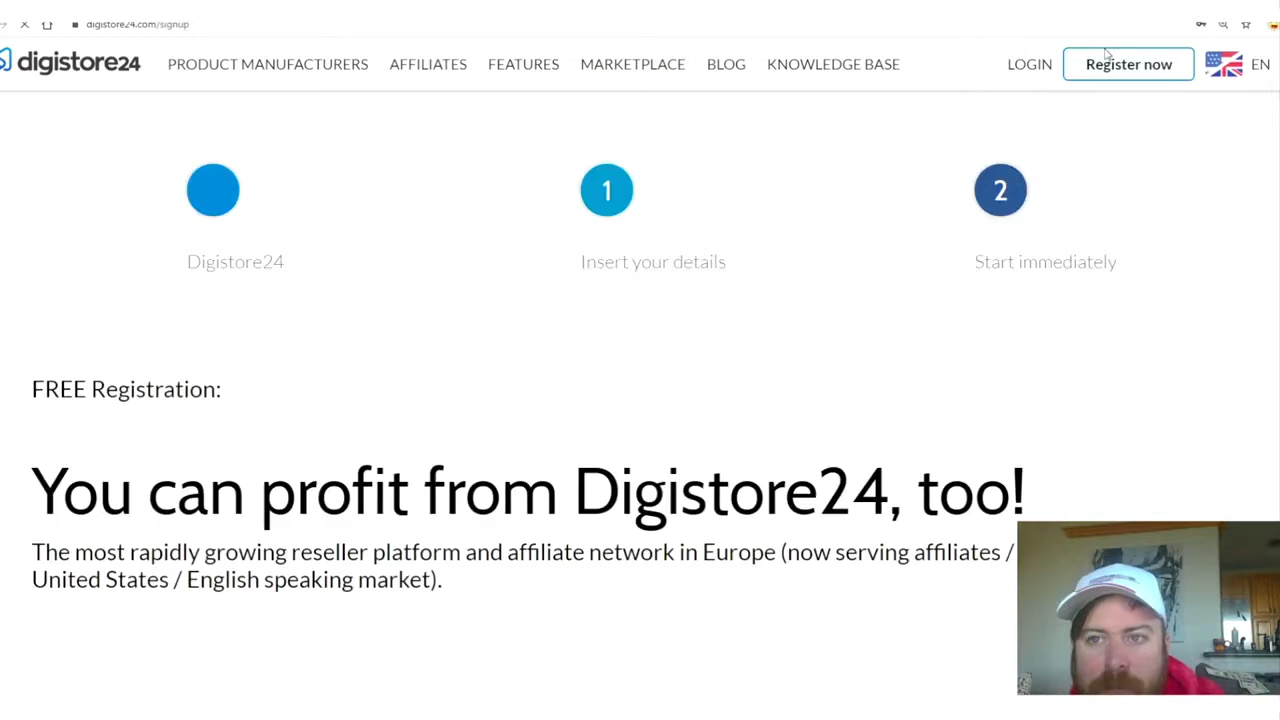 digistore24.com/signup
digistore24 PRODUCT MANUFACTURERS AFFILIATES FEATURES MARKETPLACE BLOG KNOWLEDGE BASE LOGIN Register now EN
1 2
Digistore24 Insert your details Start immediately
FREE Registration:
You can profit from Digistore24, too!
The most rapidly growing reseller platform and affiliate network in Europe (now serving affiliates /
United States / English speaking market).